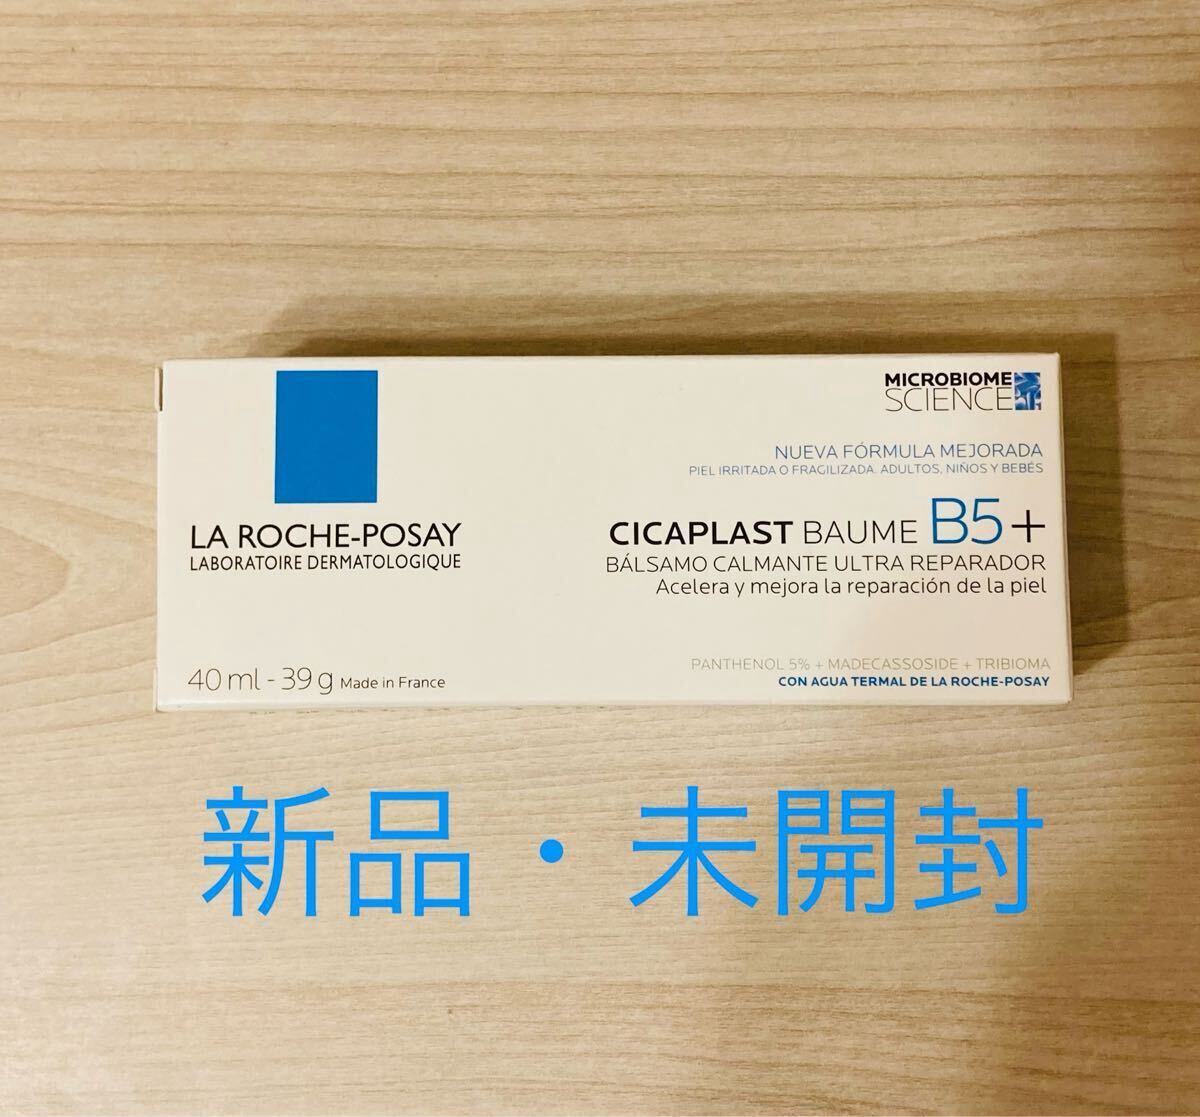 MICROBIOME
SCIENCE
NUEVA FÓRMULA MEJORADA
PIEL IRRITADA O FRAGILIZADA. ADULTOS, NIÑOS Y BEBÉS
LA ROCHE-POSAY
LABORATOIRE DERMATOLOGIQUE
CICAPLAST BAUME B5+
BÁLSAMO CALMANTE ULTRA REPARADOR
Acelera y mejora la reparación de la piel
40 ml - 39 g Made in France
PANTHENOL 5% + MADECASSOSIDE + TRIBIOMA
CON AGUA TERMAL DE LA ROCHE-POSAY
新品・未開封